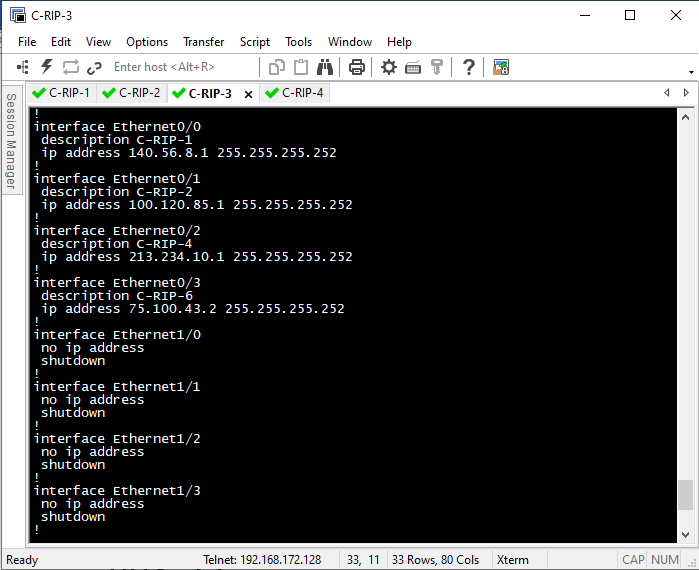 C-RIP-3
File Edit View Options Transfer Script Tools Window Help
Enter host <Alt+R>
Session Manager
C-RIP-1 C-RIP-2 C-RIP-3 C-RIP-4
!
interface Ethernet0/0
 description C-RIP-1
 ip address 140.56.8.1 255.255.255.252
!
interface Ethernet0/1
 description C-RIP-2
 ip address 100.120.85.1 255.255.255.252
!
interface Ethernet0/2
 description C-RIP-4
 ip address 213.234.10.1 255.255.255.252
!
interface Ethernet0/3
 description C-RIP-6
 ip address 75.100.43.2 255.255.255.252
!
interface Ethernet1/0
 no ip address
 shutdown
!
interface Ethernet1/1
 no ip address
 shutdown
!
interface Ethernet1/2
 no ip address
 shutdown
!
interface Ethernet1/3
 no ip address
 shutdown
!
Ready Telnet: 192.168.172.128 33, 11 33 Rows, 80 Cols Xterm CAP NUM